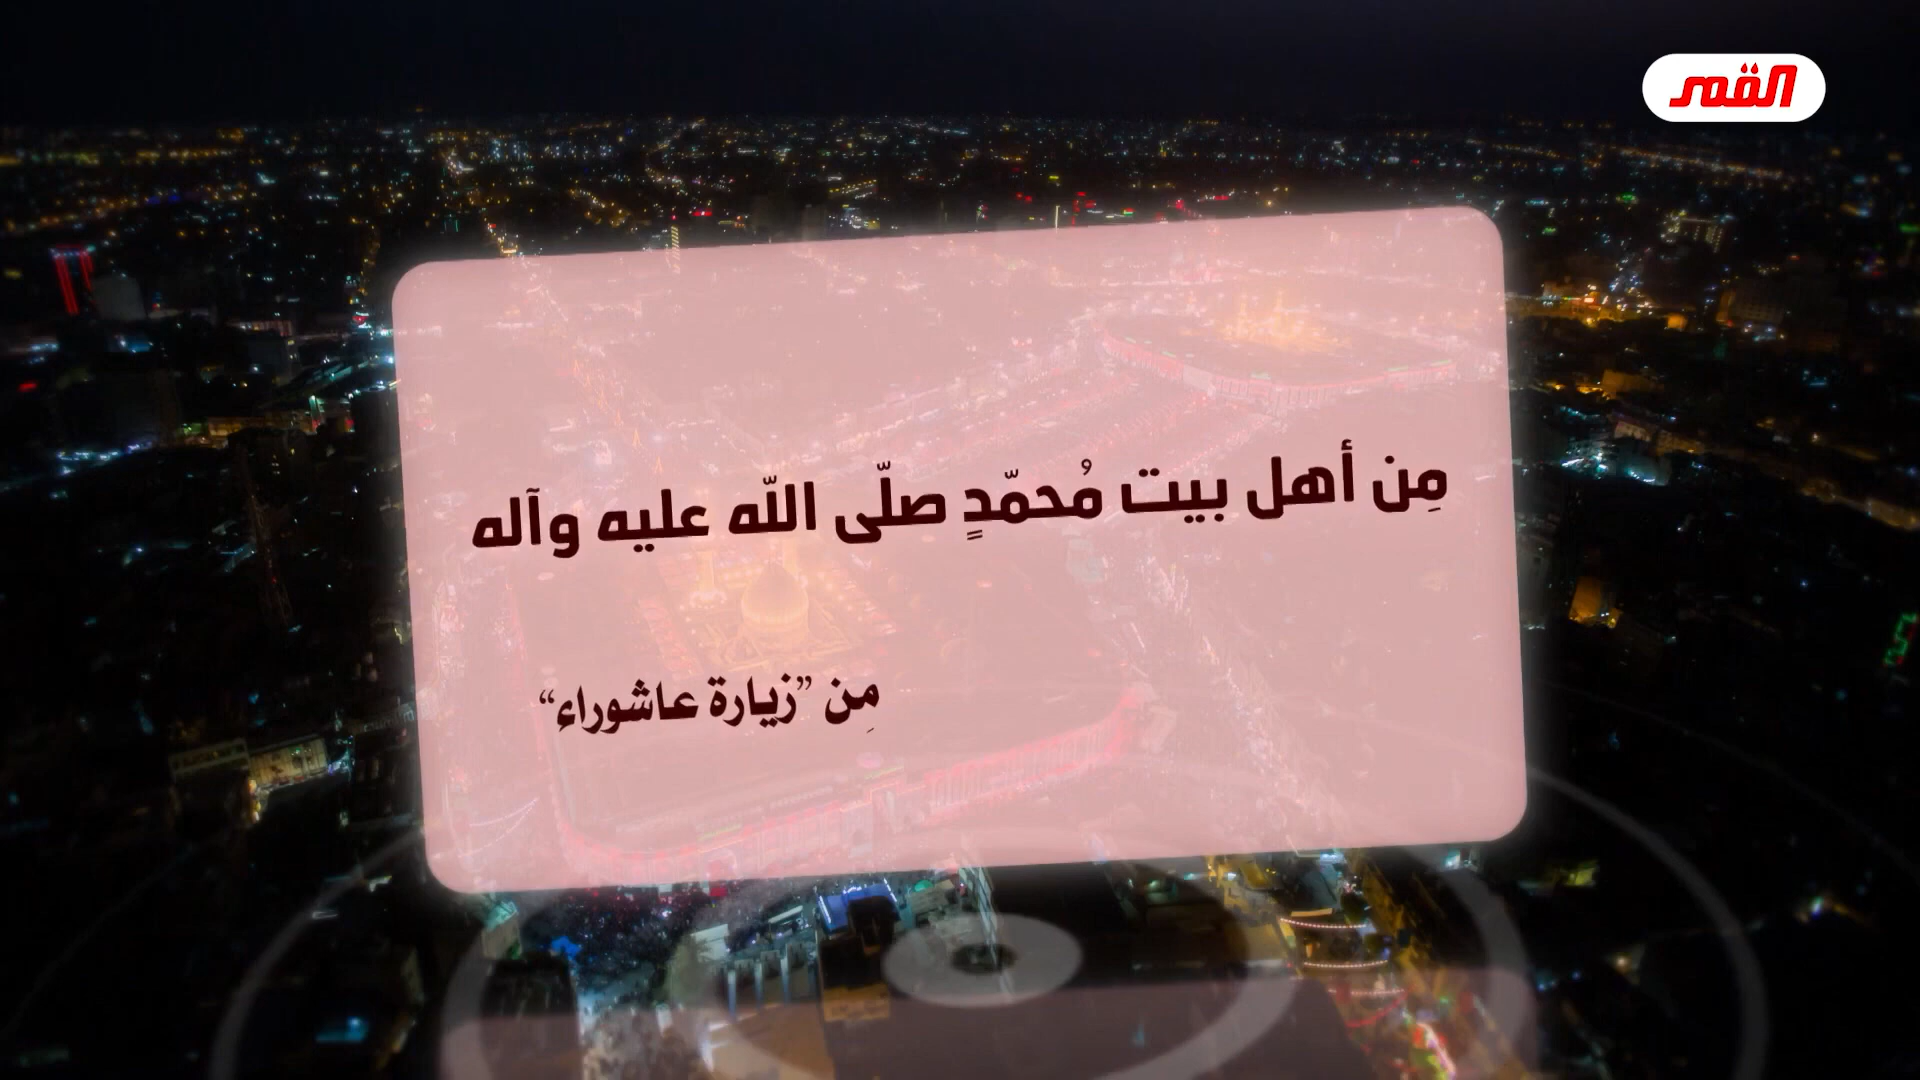 القمر
مِن أهل بيت مُحمّدٍ صلّى اللّه عليه وآله
مِن ”زيارة عاشوراء“